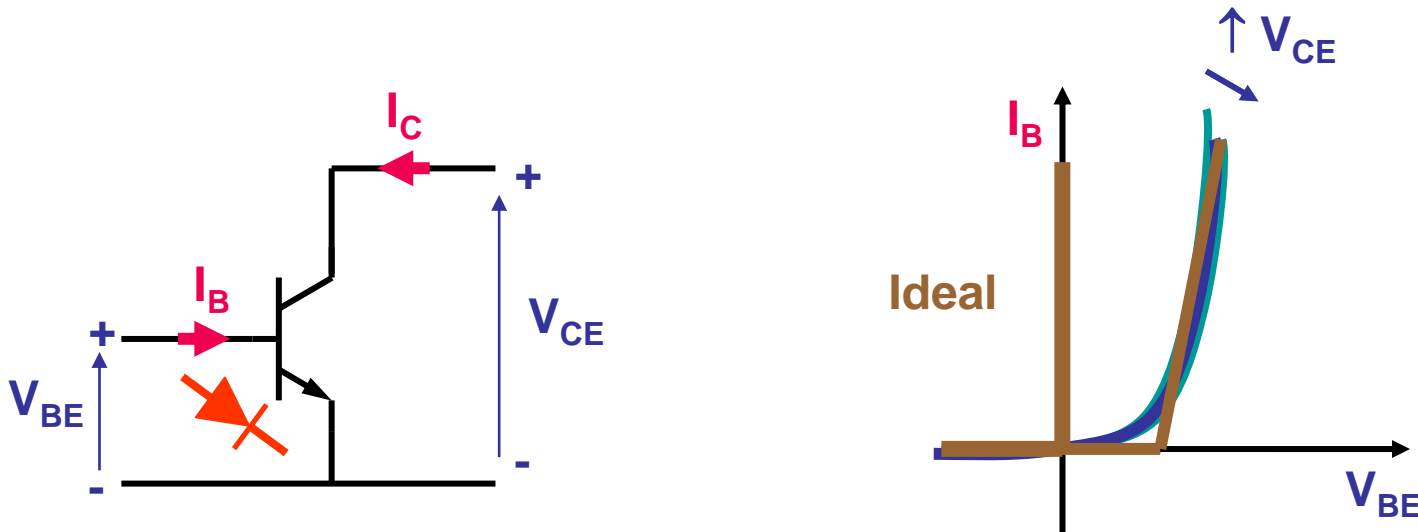 I_C
+
I_B
+
V_BE
-
V_CE
-
↑ V_CE
I_B
Ideal
V_BE